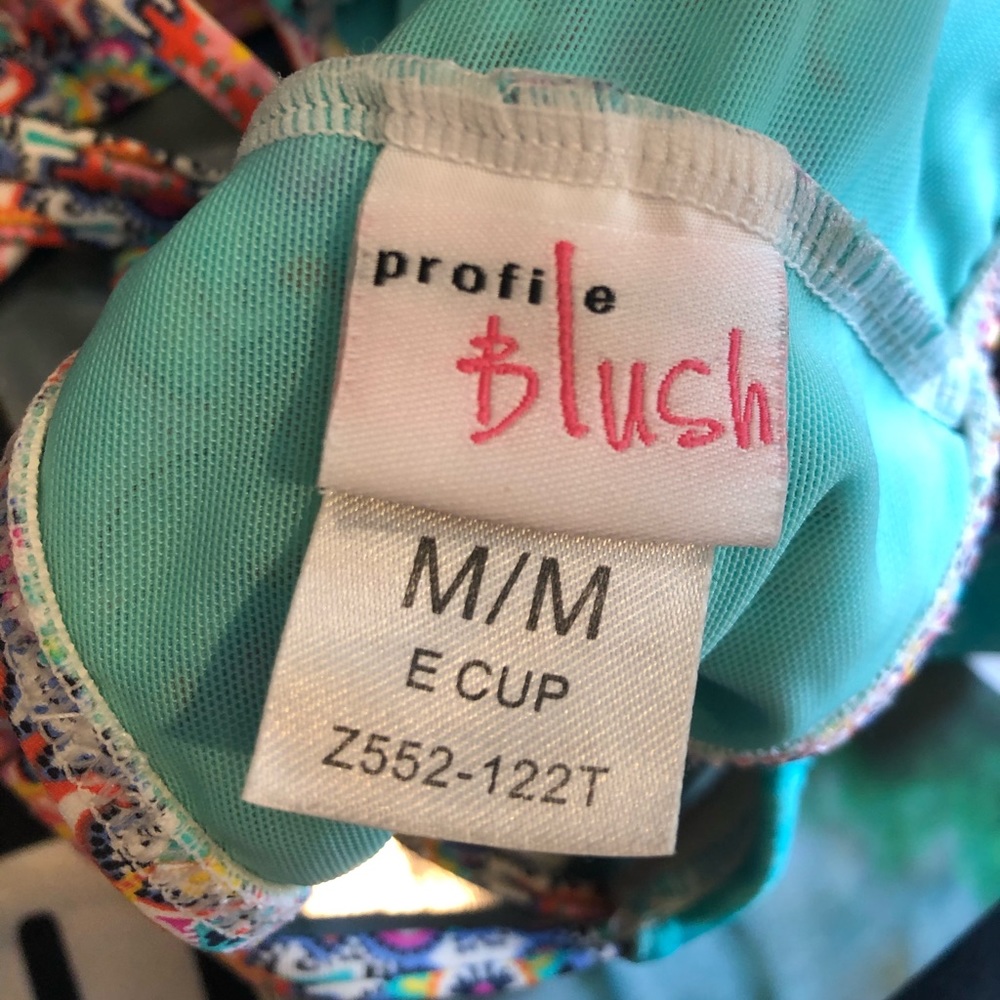 profile
Blush
M/M
E CUP
Z552-122T